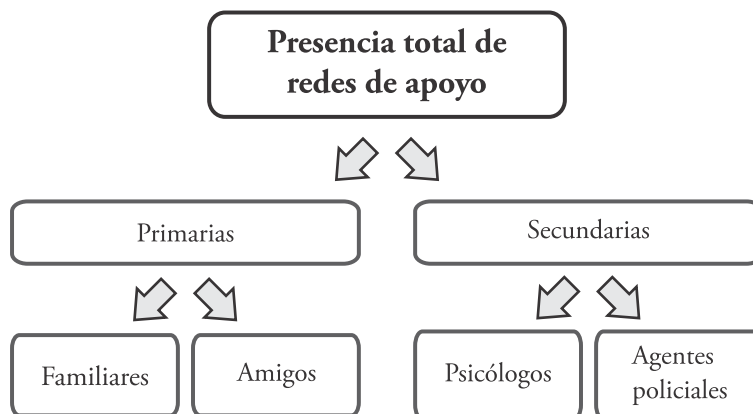 Presencia total de
redes de apoyo
Primarias
Secundarias
Familiares
Amigos
Psicólogos
Agentes
policiales